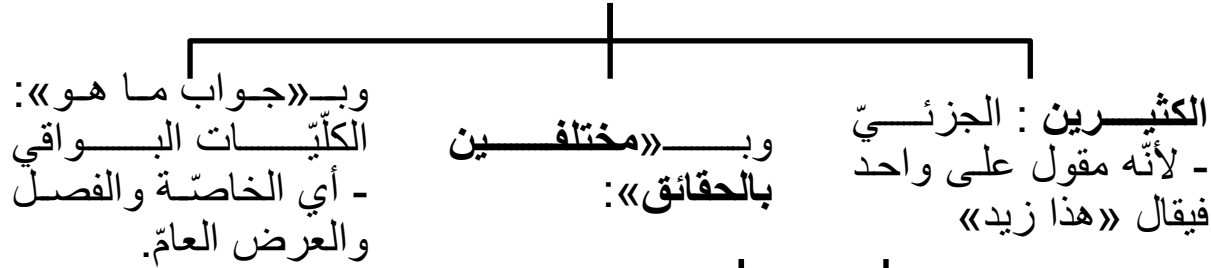 الكثيرين : الجزئيّ
- لأنّه مقول على واحد
فيقال «هذا زيد»
وبـ«مختلفين
بالحقائق»:
وبـ«جواب ما هو»:
الكلّيّات البواقي
- أي الخاصّة والفصل
والعرض العامّ.